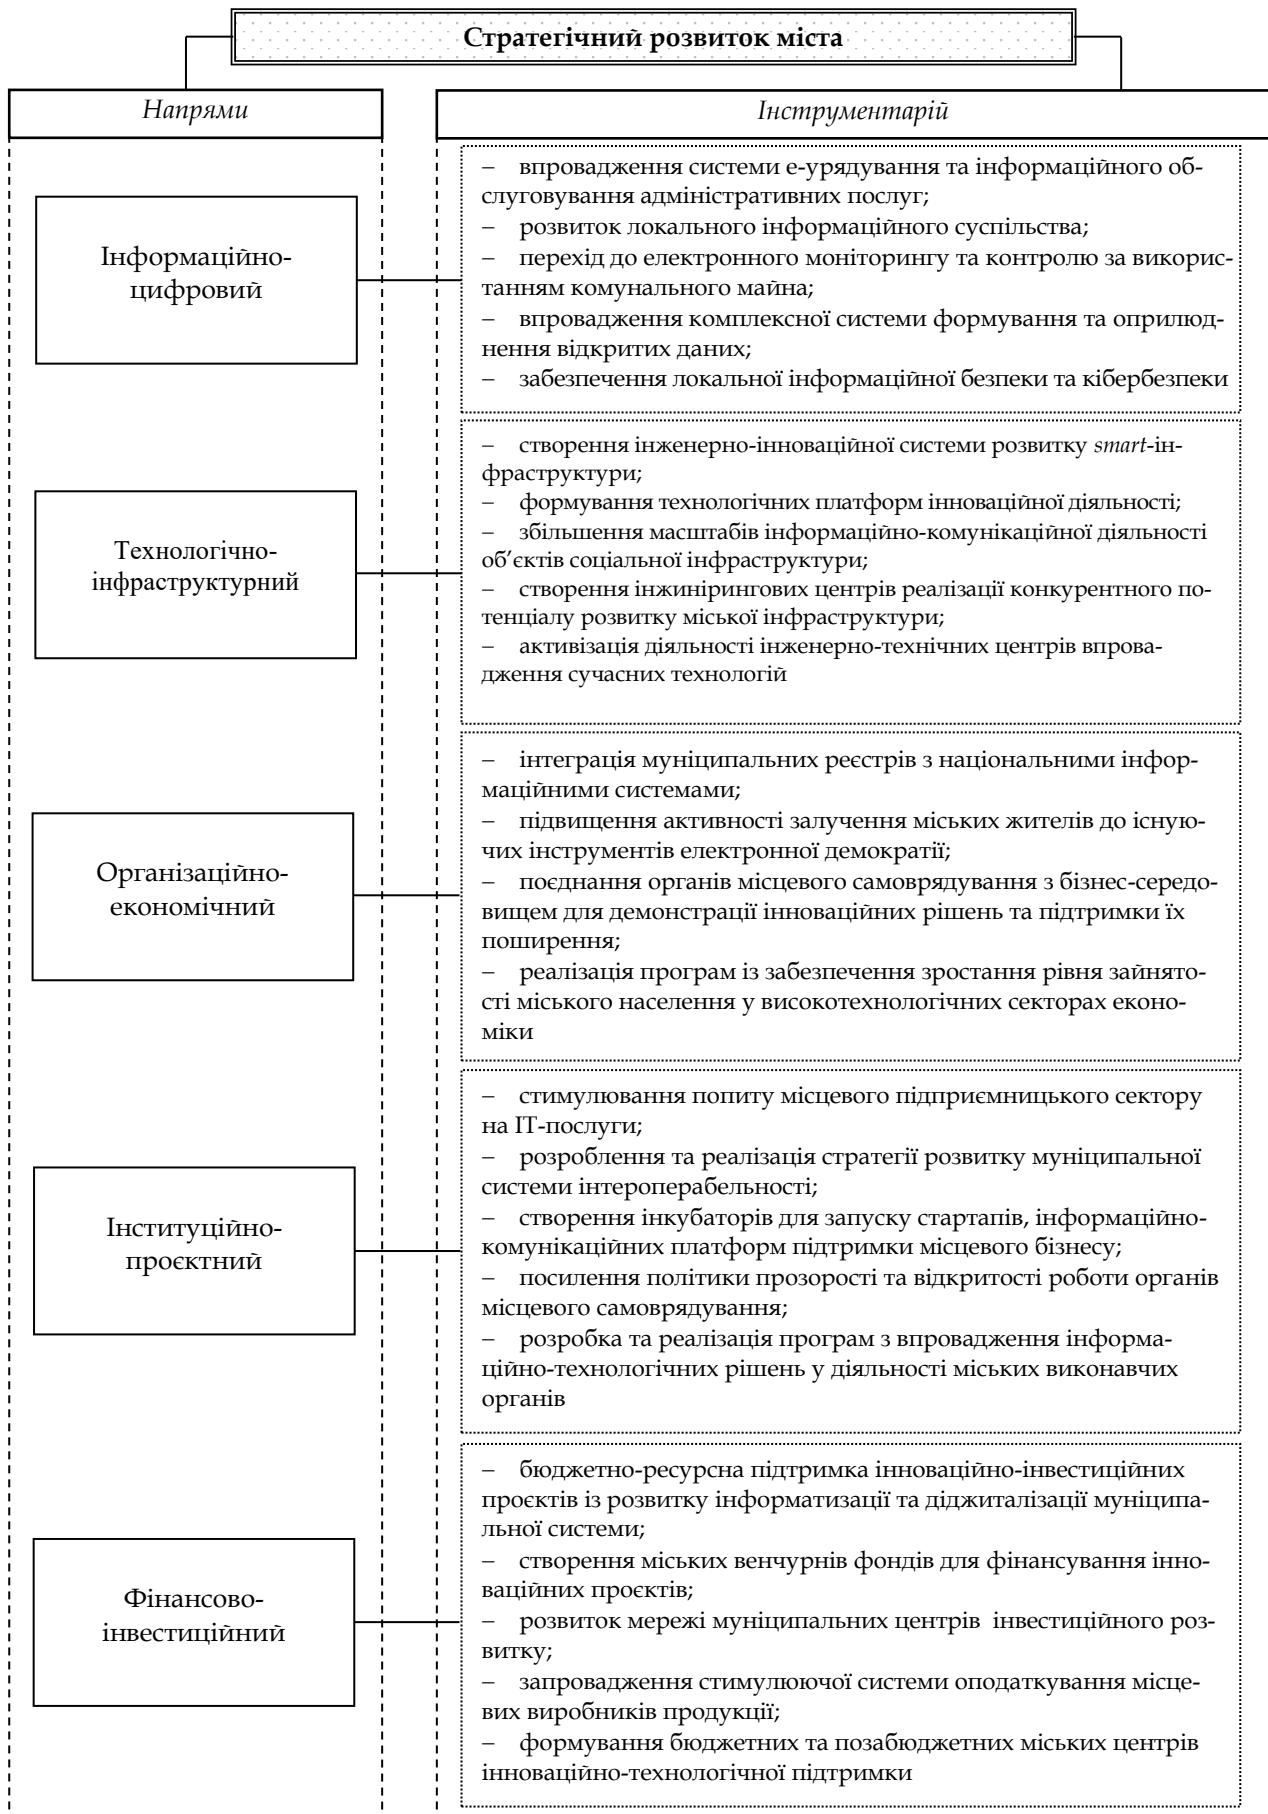 Стратегічний розвиток міста
Напрями
Інструментарій
Інформаційно-
цифровий
– впровадження системи е-урядування та інформаційного об-
слуговування адміністративних послуг;
– розвиток локального інформаційного суспільства;
– перехід до електронного моніторингу та контролю за викорис-
танням комунального майна;
– впровадження комплексної системи формування та оприлюд-
нення відкритих даних;
– забезпечення локальної інформаційної безпеки та кібербезпеки
Технологічно-
інфраструктурний
– створення інженерно-інноваційної системи розвитку smart-ін-
фраструктури;
– формування технологічних платформ інноваційної діяльності;
– збільшення масштабів інформаційно-комунікаційної діяльності
об’єктів соціальної інфраструктури;
– створення інжинірингових центрів реалізації конкурентного по-
тенціалу розвитку міської інфраструктури;
– активізація діяльності інженерно-технічних центрів впрова-
дження сучасних технологій
Організаційно-
економічний
– інтеграція муніципальних реєстрів з національними інфор-
маційними системами;
– підвищення активності залучення міських жителів до існую-
чих інструментів електронної демократії;
– поєднання органів місцевого самоврядування з бізнес-середо-
вищем для демонстрації інноваційних рішень та підтримки їх
поширення;
– реалізація програм із забезпечення зростання рівня зайнято-
сті міського населення у високотехнологічних секторах еконо-
міки
Інституційно-
проєктний
– стимулювання попиту місцевого підприємницького сектору
на ІТ-послуги;
– розроблення та реалізація стратегії розвитку муніципальної
системи інтероперабельності;
– створення інкубаторів для запуску стартапів, інформаційно-
комунікаційних платформ підтримки місцевого бізнесу;
– посилення політики прозорості та відкритості роботи органів
місцевого самоврядування;
– розробка та реалізація програм з впровадження інформа-
ційно-технологічних рішень у діяльності міських виконавчих
органів
Фінансово-
інвестиційний
– бюджетно-ресурсна підтримка інноваційно-інвестиційних
проєктів із розвитку інформатизації та діджиталізації муніципа-
льної системи;
– створення міських венчурнів фондів для фінансування інно-
ваційних проєктів;
– розвиток мережі муніципальних центрів інвестиційного роз-
витку;
– запровадження стимулюючої системи оподаткування місце-
вих виробників продукції;
– формування бюджетних та позабюджетних міських центрів
інноваційно-технологічної підтримки